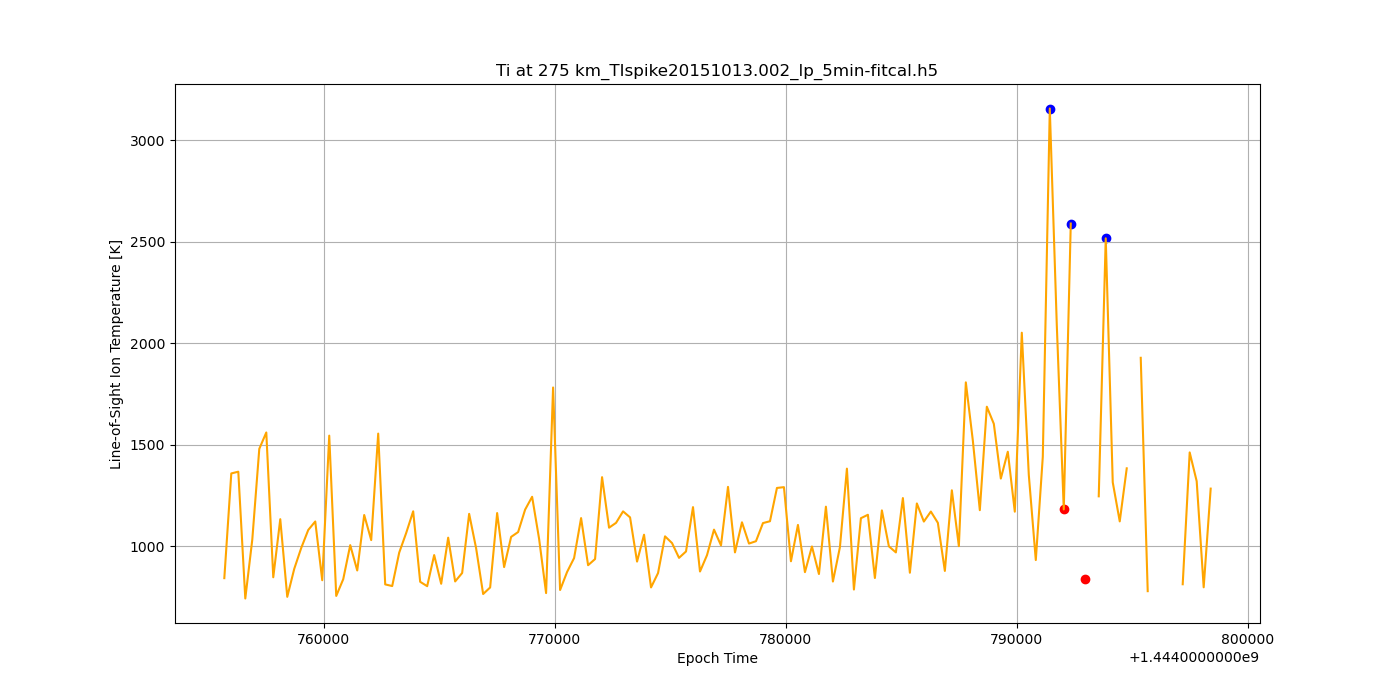 Ti at 275 km_TIspike20151013.002_lp_5min-fitcal.h5
3000
2500
2000
1500
1000
Line-of-Sight Ion Temperature [K]
760000
770000
780000
790000
800000
Epoch Time
+1.4440000000e9